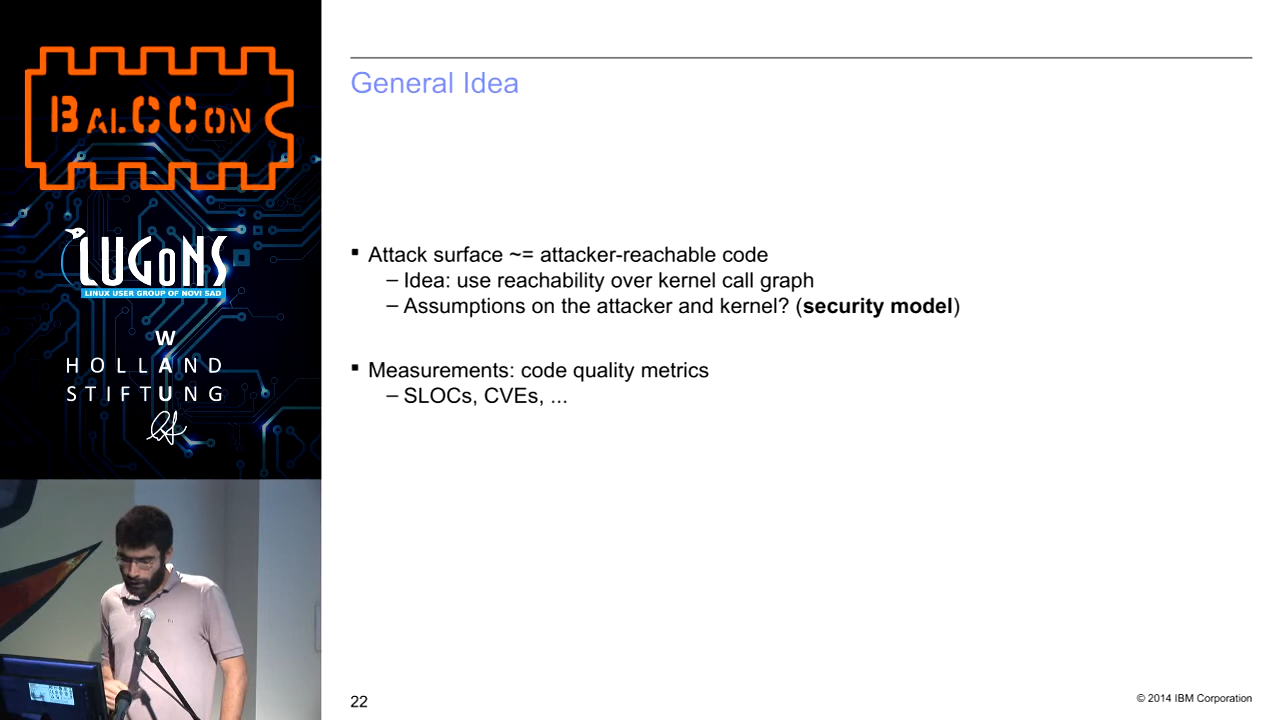 BALCCON
LUGONS
LINUX USER GROUP OF NOVI SAD
W
HOLLAND
STIFTUNG
General Idea
▪ Attack surface ~= attacker-reachable code
– Idea: use reachability over kernel call graph
– Assumptions on the attacker and kernel? (security model)
▪ Measurements: code quality metrics
– SLOCs, CVEs, ...
22
© 2014 IBM Corporation